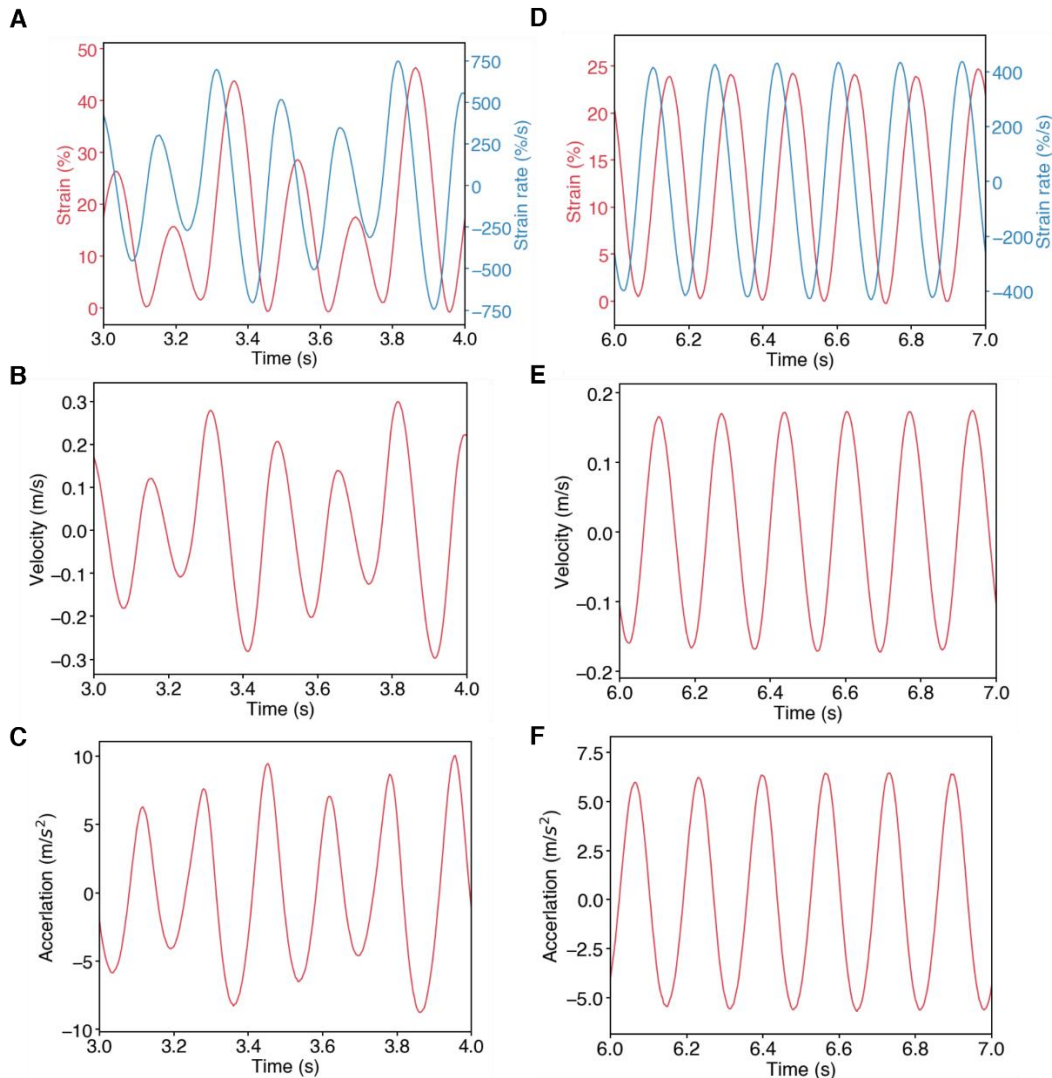 A
50
40
30
20
10
0
Strain (%)
750
500
250
0
−250
−500
−750
Strain rate (%/s)
3.0 3.2 3.4 3.6 3.8 4.0
Time (s)
D
25
20
15
10
5
0
Strain (%)
400
200
0
−200
−400
Strain rate (%/s)
6.0 6.2 6.4 6.6 6.8 7.0
Time (s)
B
0.3
0.2
0.1
0.0
−0.1
−0.2
−0.3
Velocity (m/s)
3.0 3.2 3.4 3.6 3.8 4.0
Time (s)
E
0.2
0.1
0.0
−0.1
−0.2
Velocity (m/s)
6.0 6.2 6.4 6.6 6.8 7.0
Time (s)
C
10
5
0
−5
−10
Accerlation (m/s²)
3.0 3.2 3.4 3.6 3.8 4.0
Time (s)
F
7.5
5.0
2.5
0.0
−2.5
−5.0
Accerlation (m/s²)
6.0 6.2 6.4 6.6 6.8 7.0
Time (s)